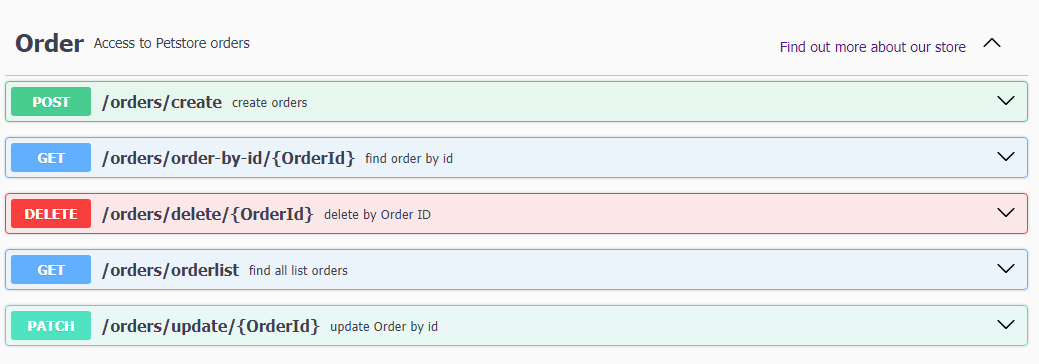 Order Access to Petstore orders Find out more about our store
POST /orders/create create orders
GET /orders/order-by-id/{OrderId} find order by id
DELETE /orders/delete/{OrderId} delete by Order ID
GET /orders/orderlist find all list orders
PATCH /orders/update/{OrderId} update Order by id